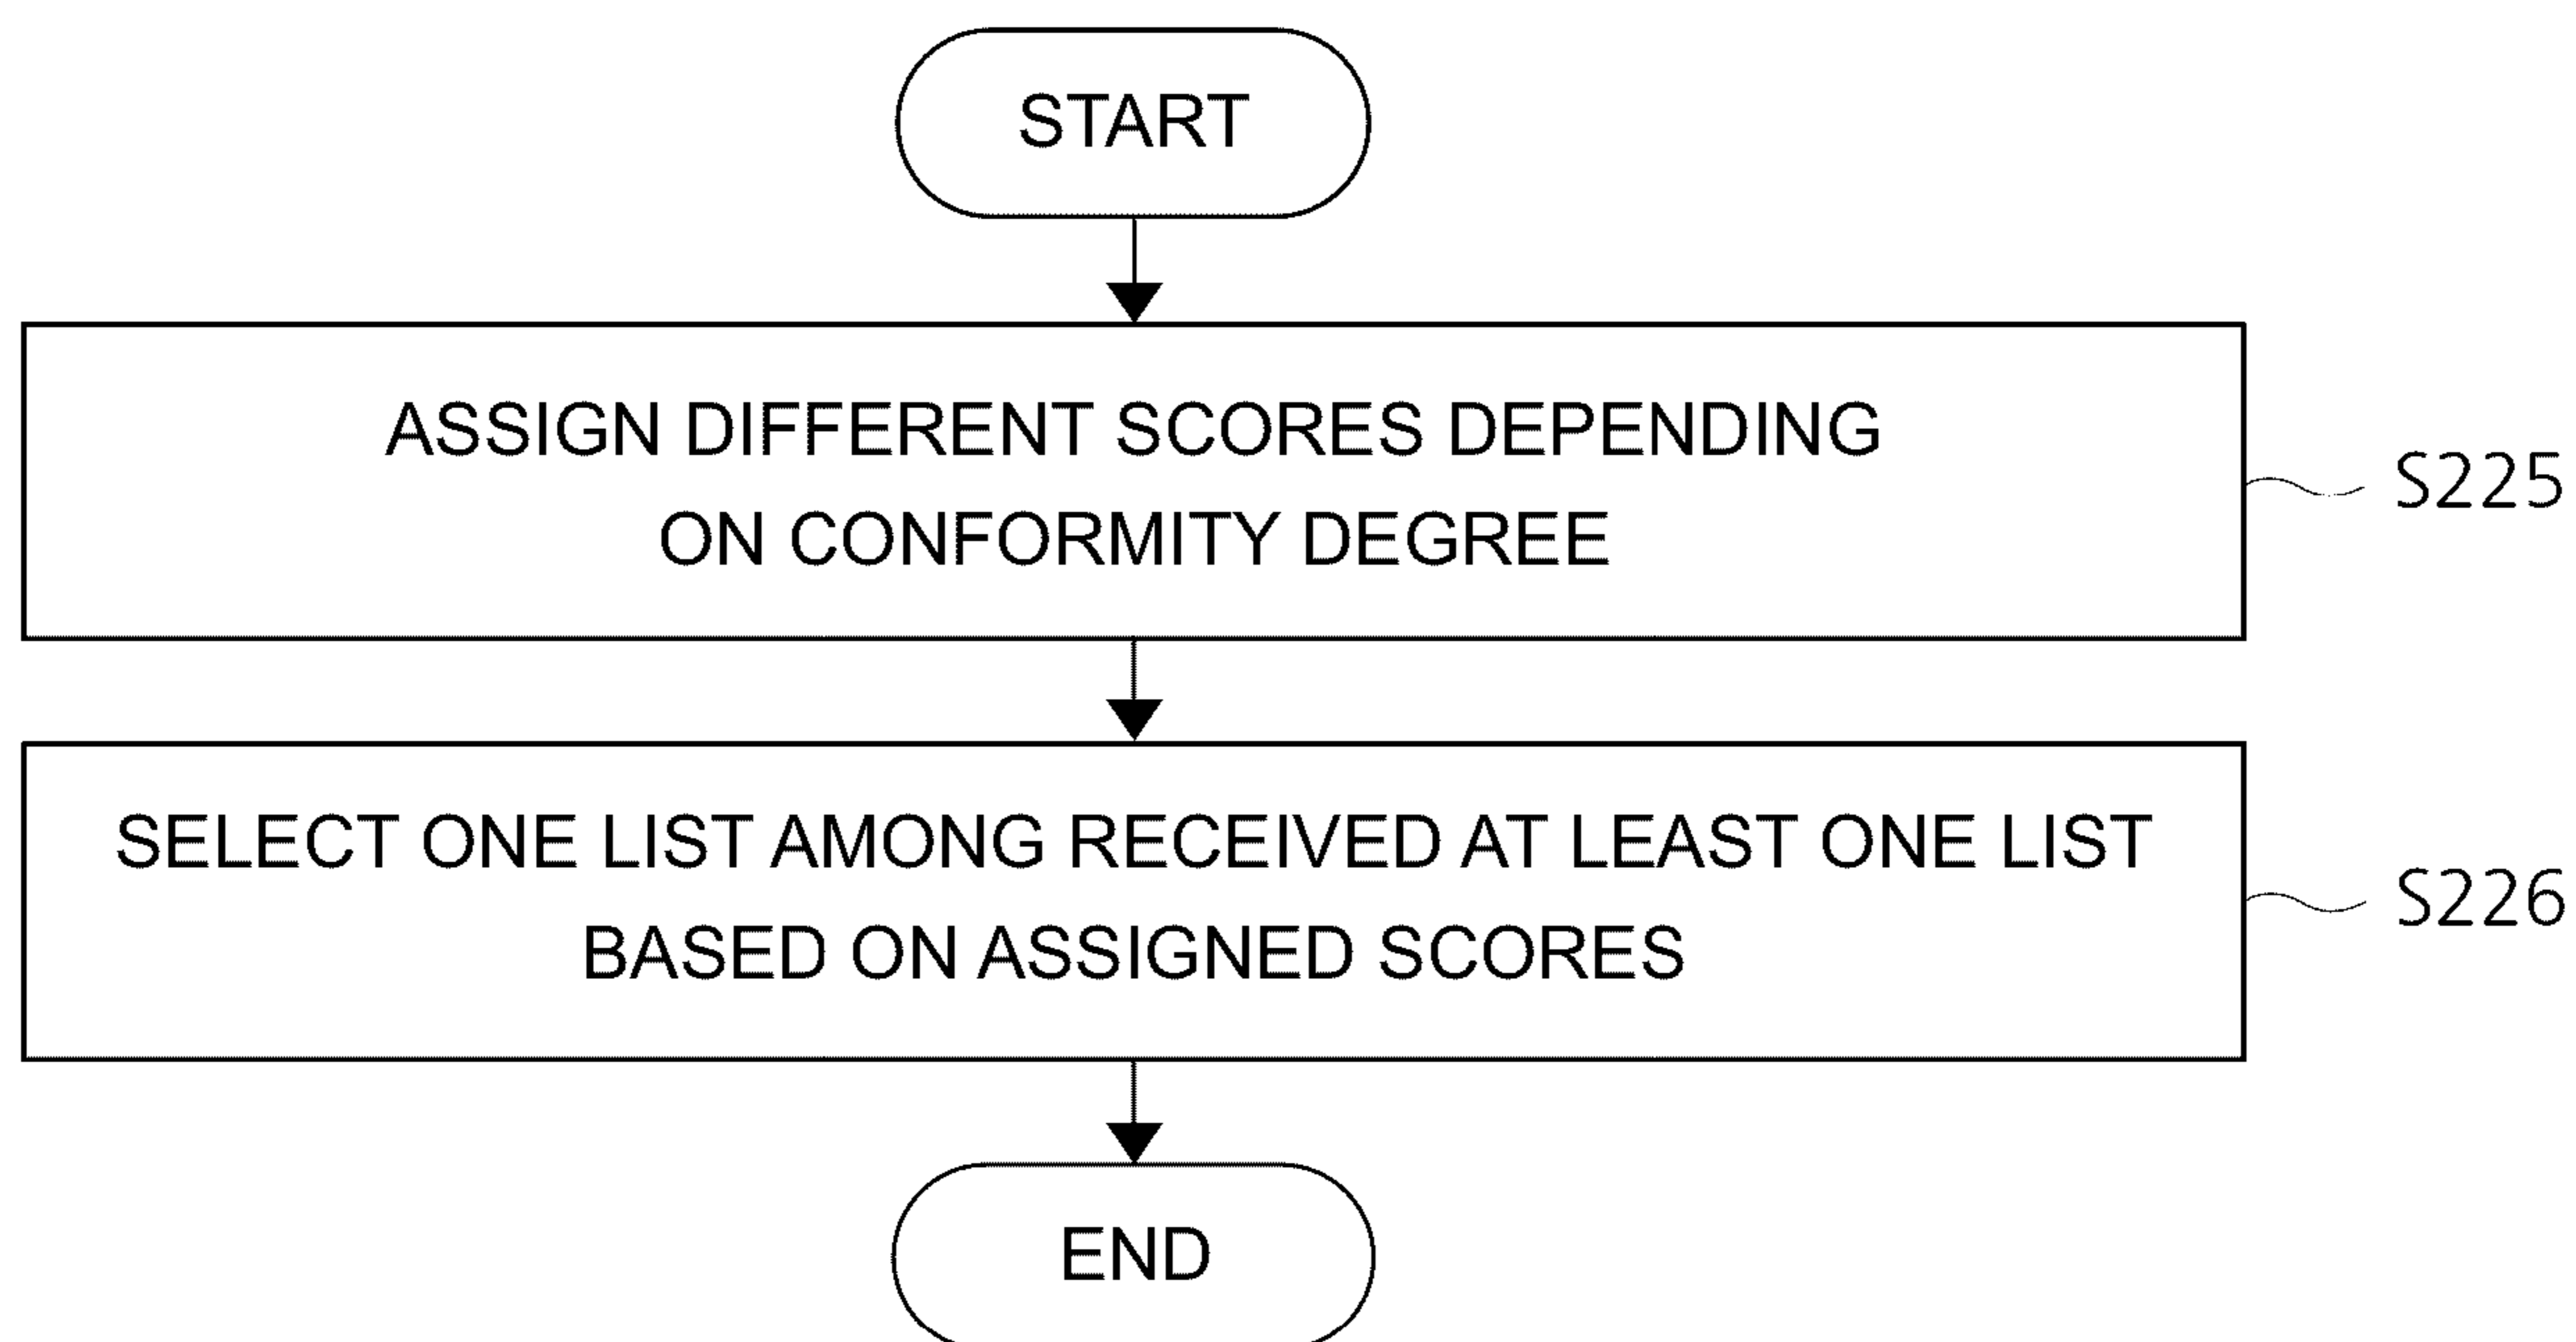 START
ASSIGN DIFFERENT SCORES DEPENDING
ON CONFORMITY DEGREE
S225
SELECT ONE LIST AMONG RECEIVED AT LEAST ONE LIST
BASED ON ASSIGNED SCORES
S226
END